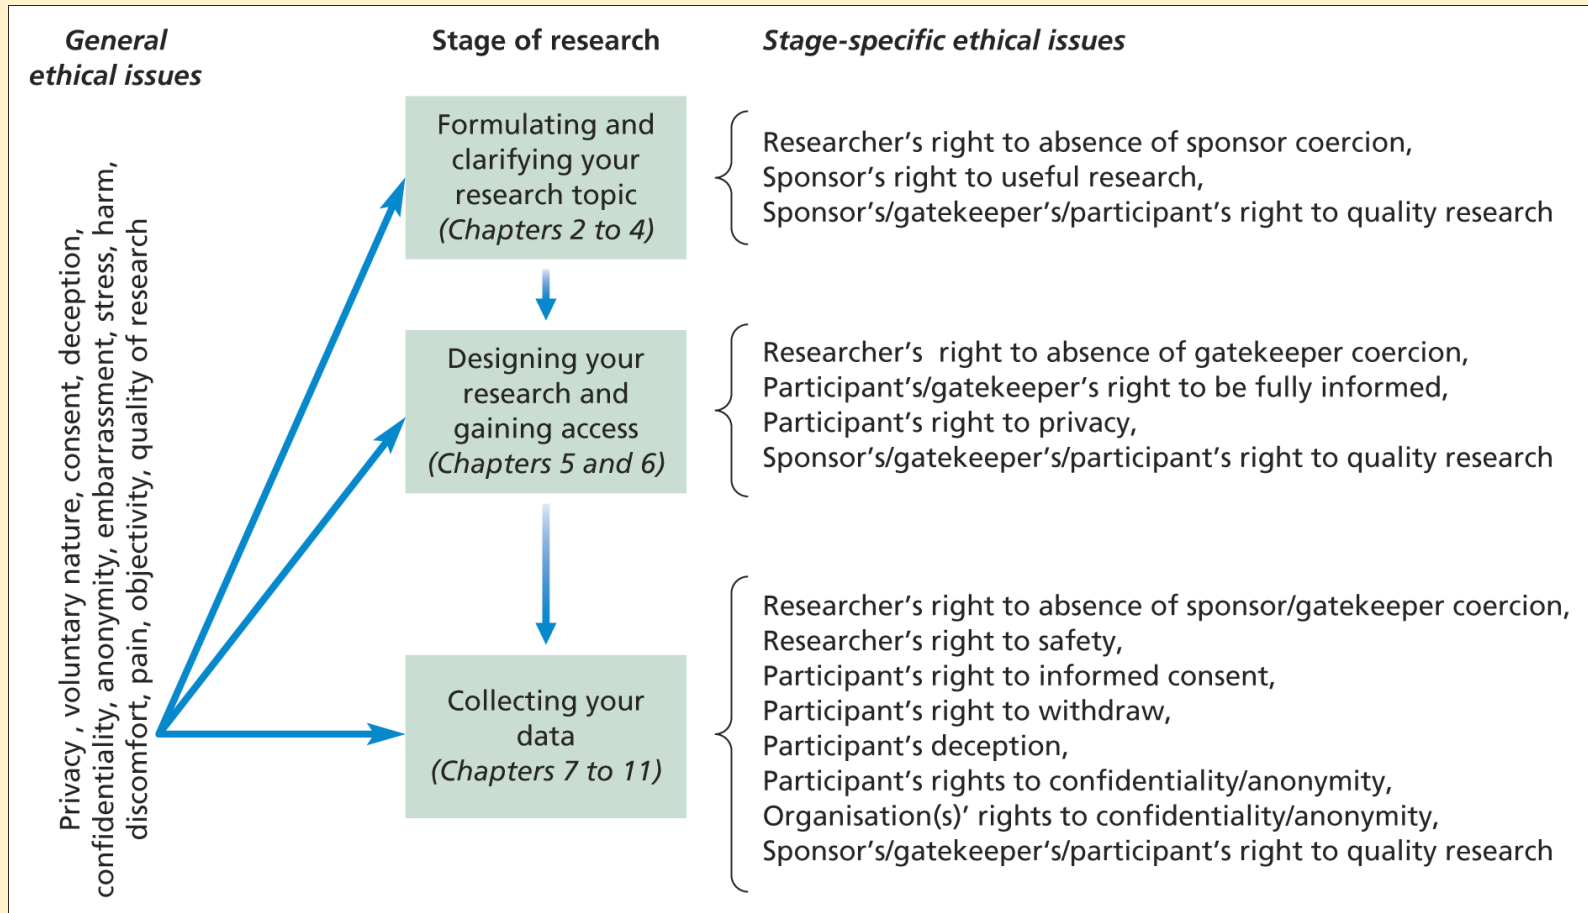 General
ethical issues
Stage of research
Stage-specific ethical issues
Privacy , voluntary nature, consent, deception,
confidentiality, anonymity, embarrassment, stress, harm,
discomfort, pain, objectivity, quality of research
Formulating and
clarifying your
research topic
(Chapters 2 to 4)
Researcher’s right to absence of sponsor coercion,
Sponsor’s right to useful research,
Sponsor’s/gatekeeper’s/participant’s right to quality research
Designing your
research and
gaining access
(Chapters 5 and 6)
Researcher’s  right to absence of gatekeeper coercion,
Participant’s/gatekeeper’s right to be fully informed,
Participant’s right to privacy,
Sponsor’s/gatekeeper’s/participant’s right to quality research
Collecting your
data
(Chapters 7 to 11)
Researcher’s right to absence of sponsor/gatekeeper coercion,
Researcher’s right to safety,
Participant’s right to informed consent,
Participant’s right to withdraw,
Participant’s deception,
Participant’s rights to confidentiality/anonymity,
Organisation(s)’ rights to confidentiality/anonymity,
Sponsor’s/gatekeeper’s/participant’s right to quality research